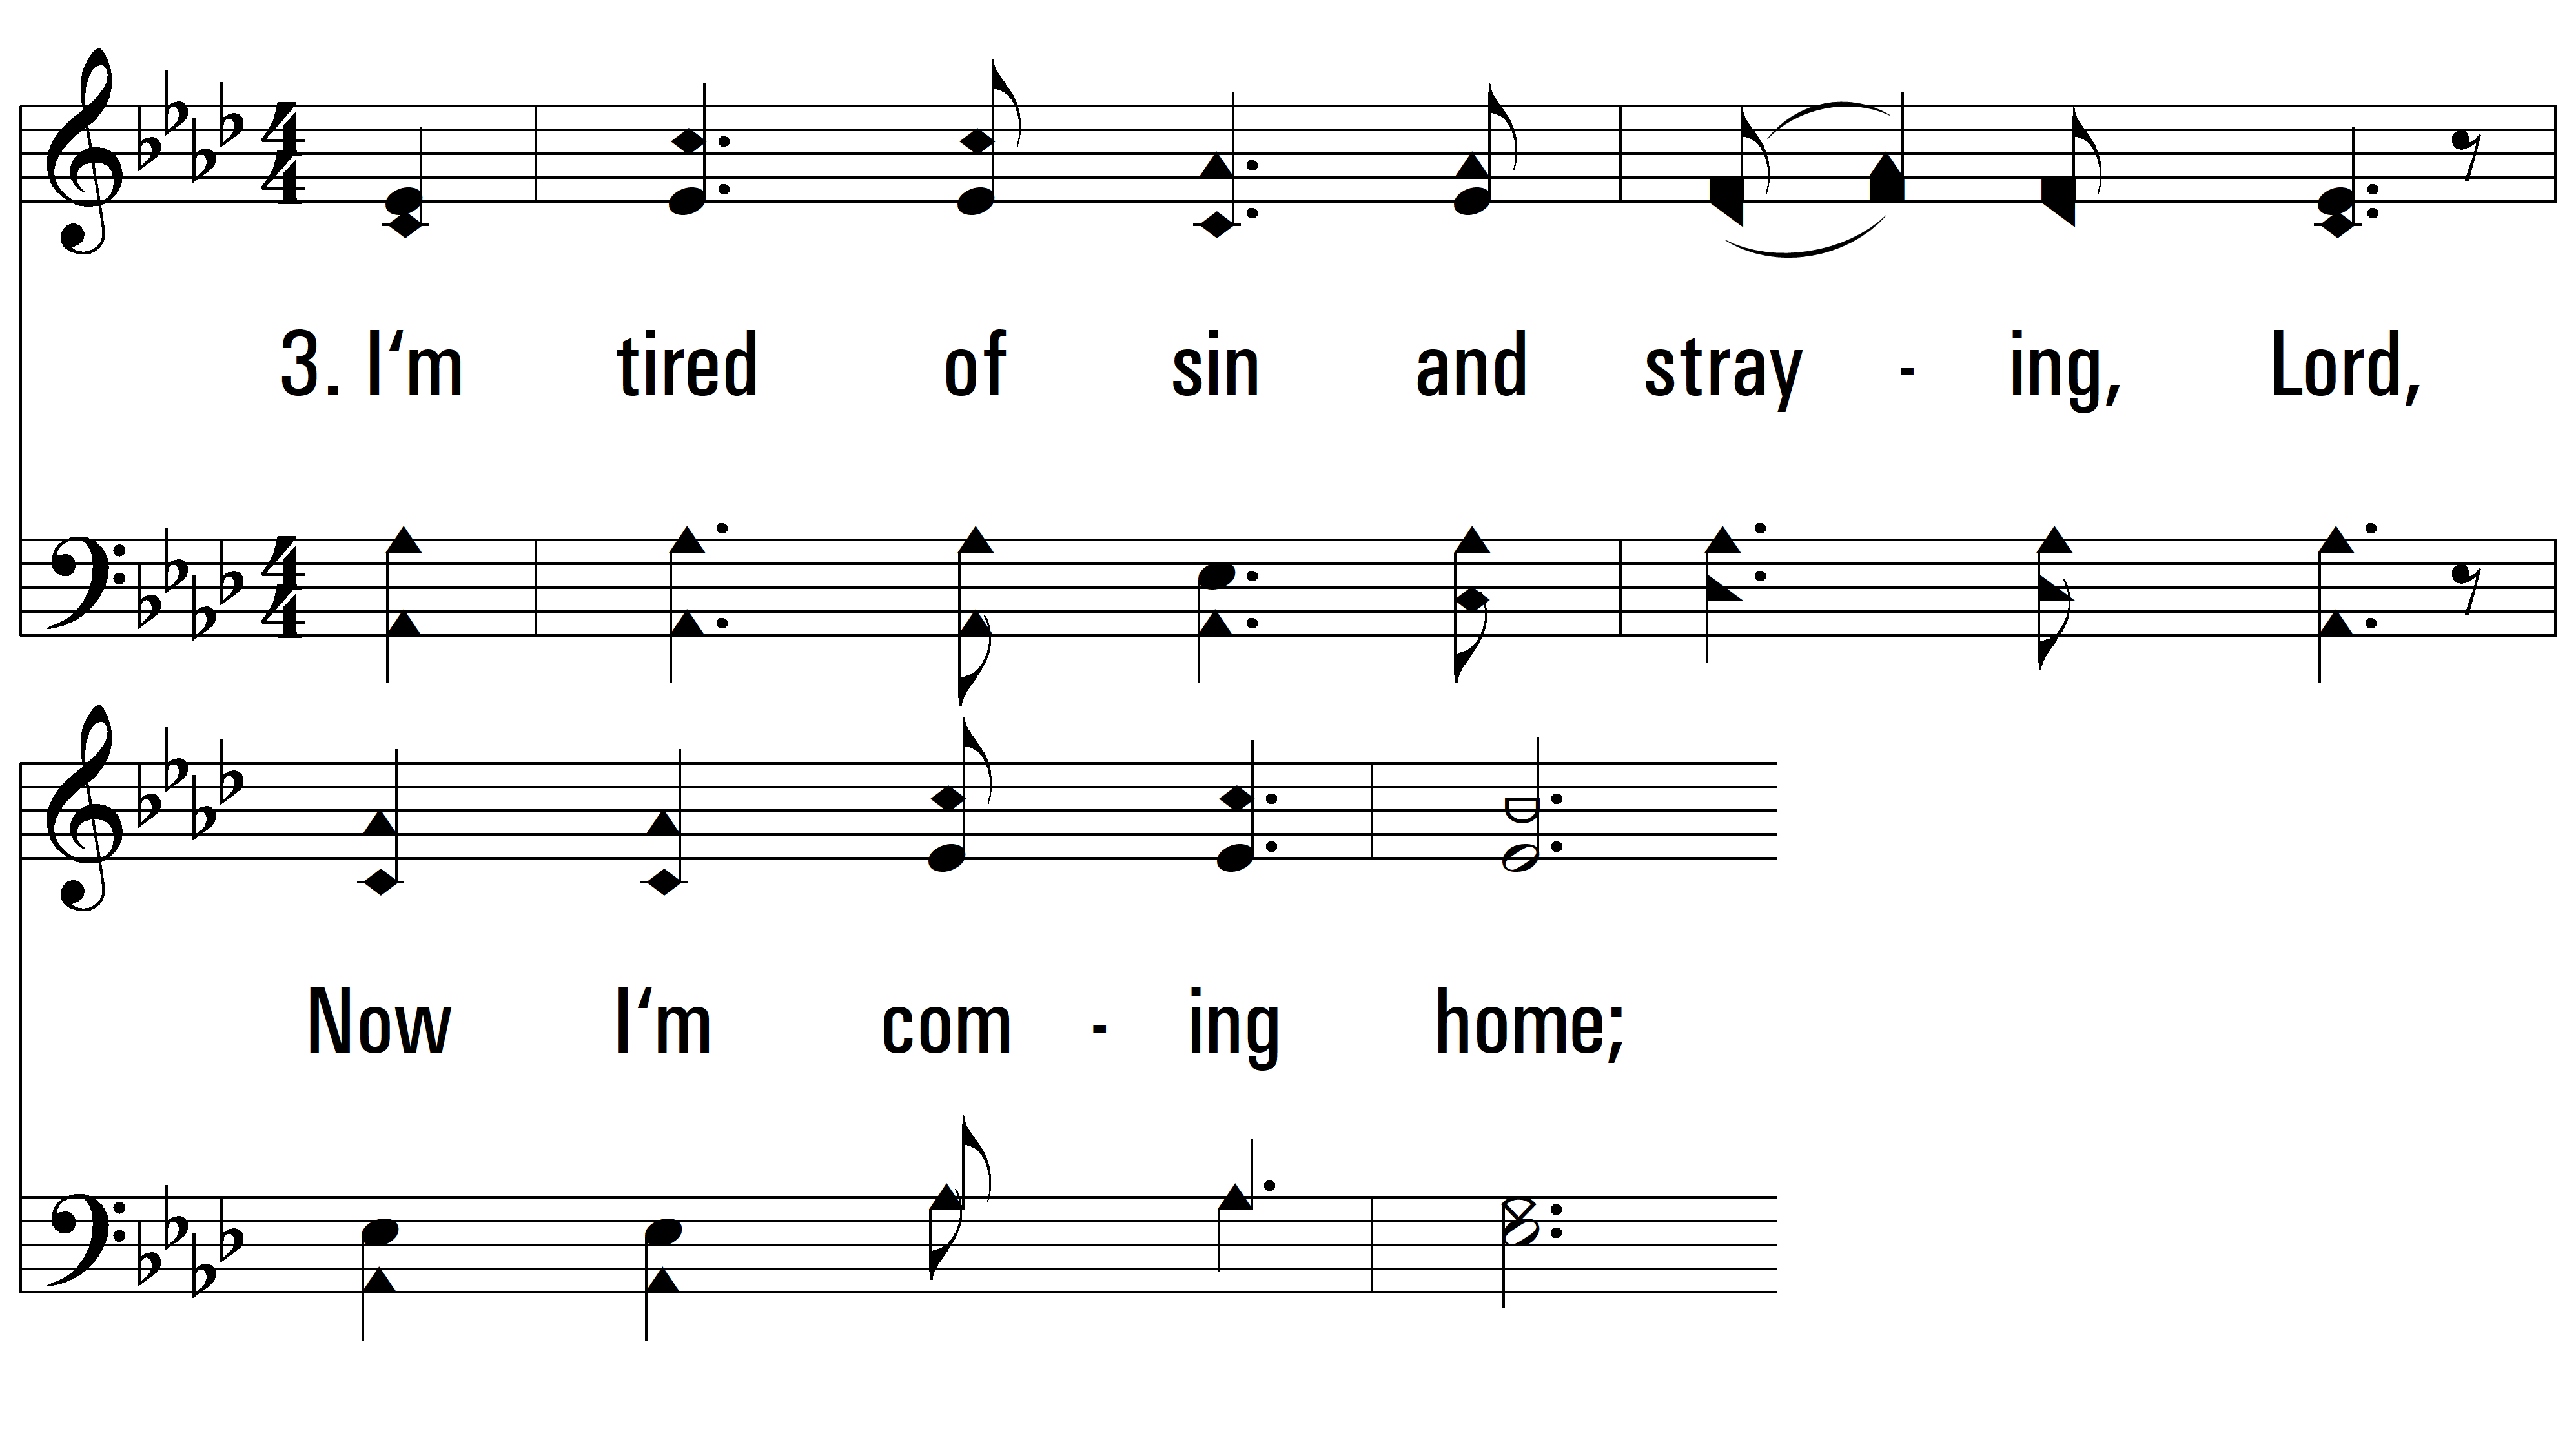 3. I‘m tired of sin and stray - ing, Lord,
Now I‘m com - ing home;